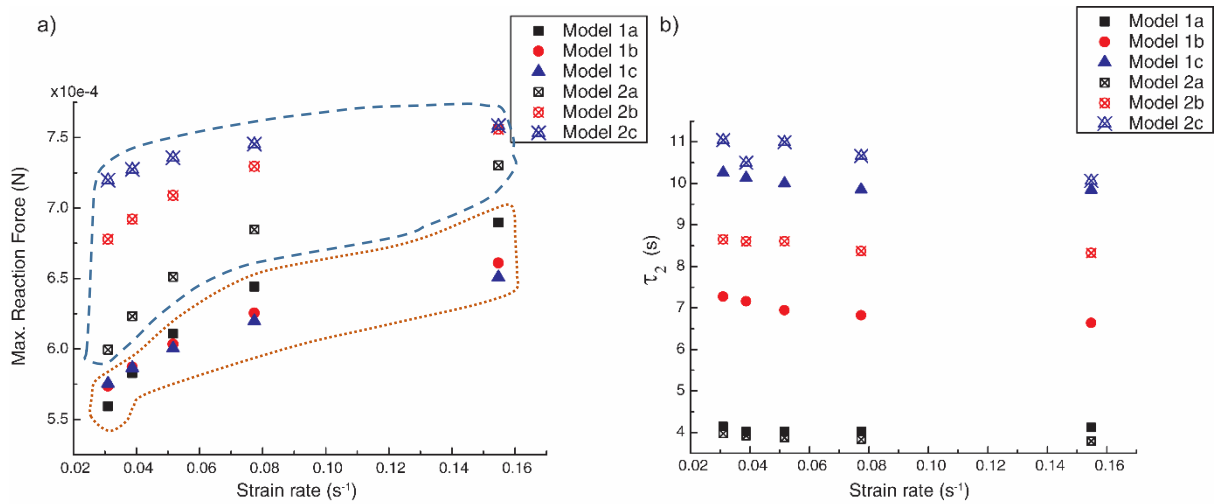 a)
Model 1a
Model 1b
Model 1c
Model 2a
Model 2b
Model 2c
x10e-4
7.5
7.0
6.5
6.0
5.5
Max. Reaction Force (N)
0.02 0.04 0.06 0.08 0.10 0.12 0.14 0.16
Strain rate (s⁻¹)
b)
Model 1a
Model 1b
Model 1c
Model 2a
Model 2b
Model 2c
11
10
9
8
7
6
5
4
τ₂ (s)
0.02 0.04 0.06 0.08 0.10 0.12 0.14 0.16
Strain rate (s⁻¹)